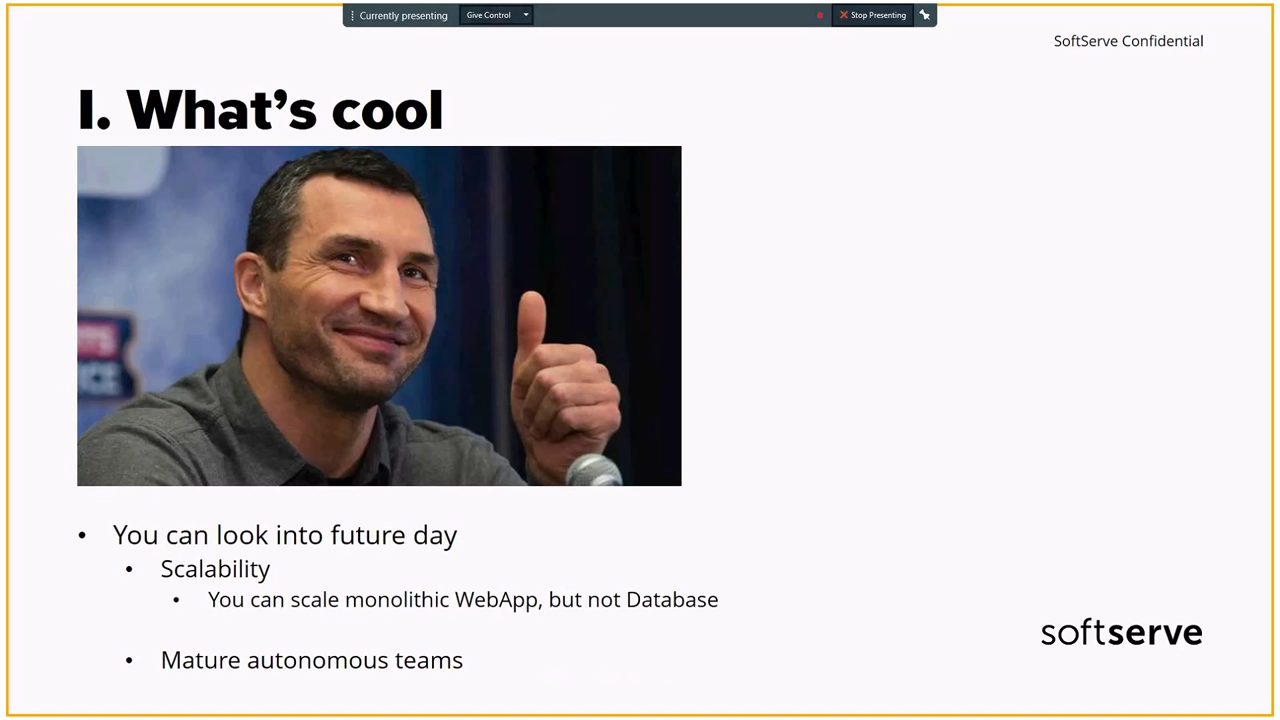 Currently presenting Give Control Stop Presenting
SoftServe Confidential
I. What's cool
• You can look into future day
• Scalability
• You can scale monolithic WebApp, but not Database
softserve
• Mature autonomous teams